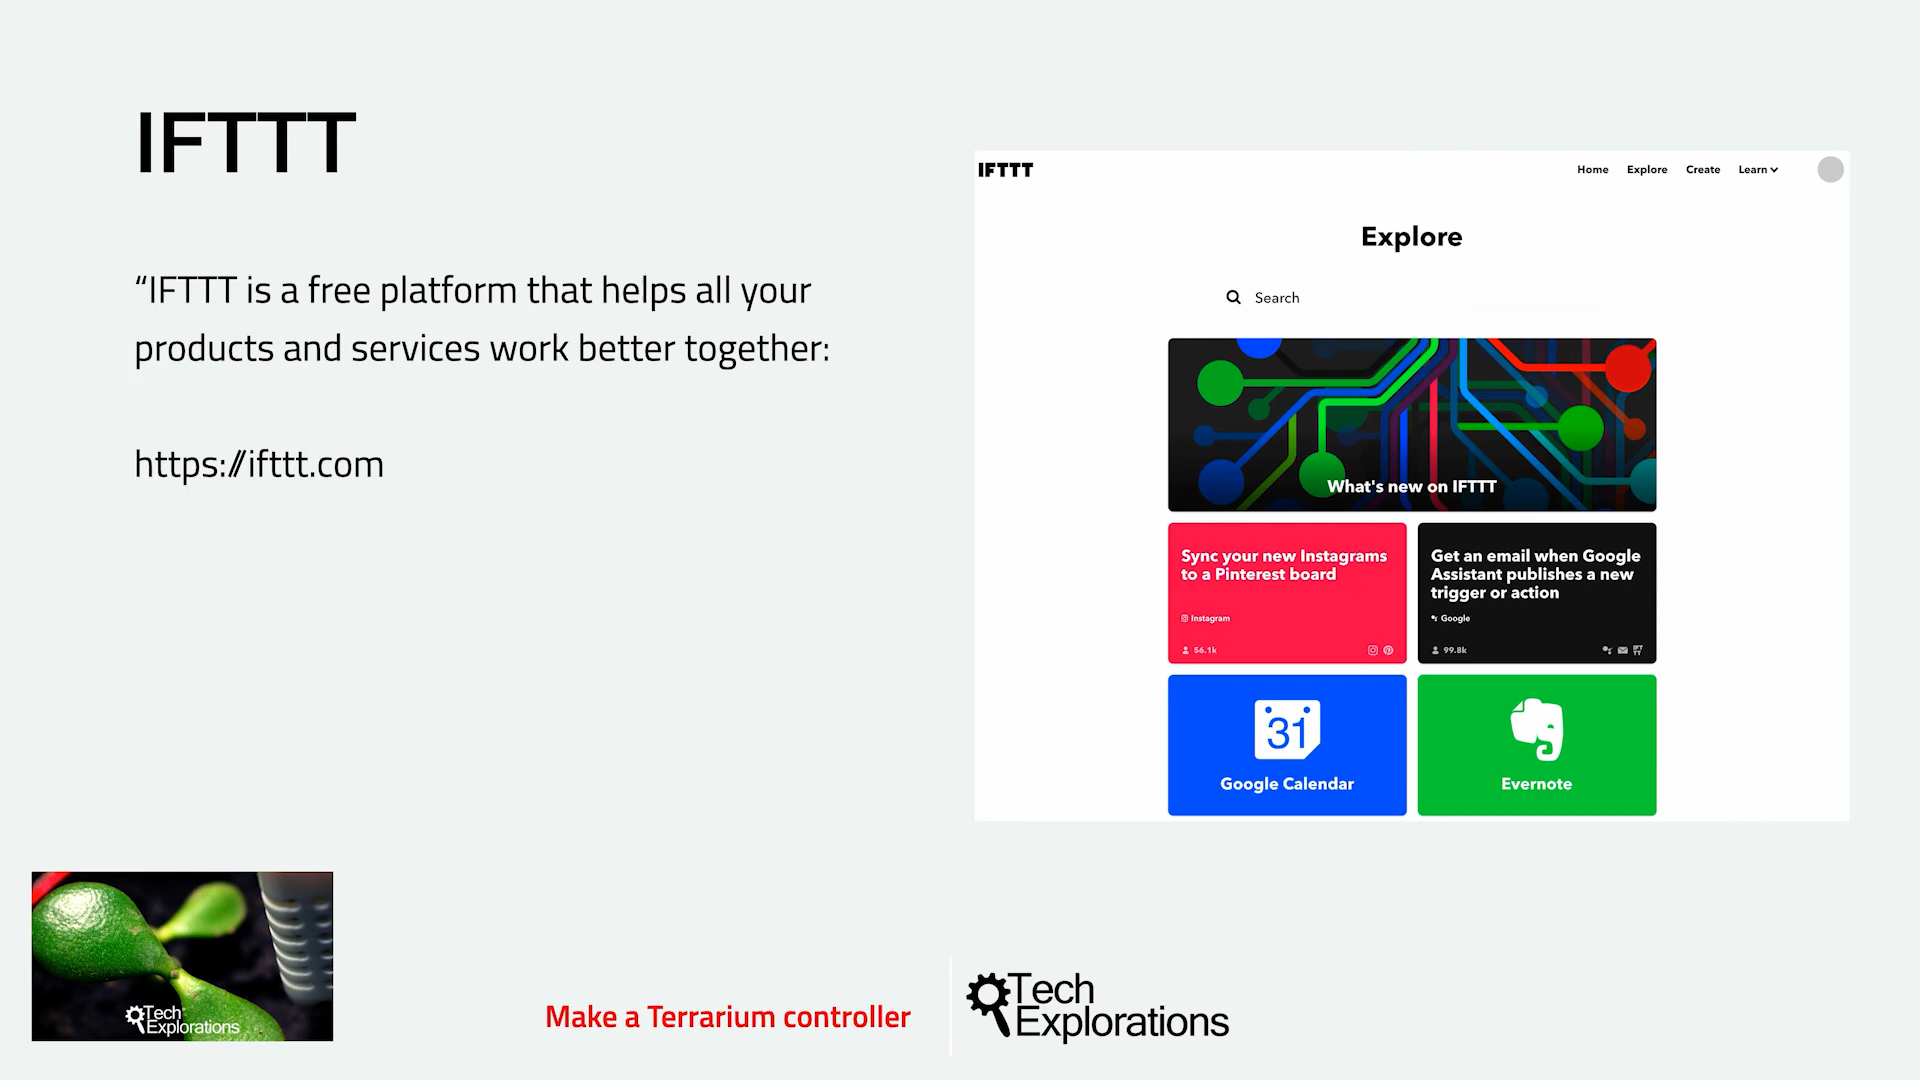 IFTTT
“IFTTT is a free platform that helps all your
products and services work better together:
https://ifttt.com
IFTTT
Home Explore Create Learn
Explore
Search
What's new on IFTTT
Sync your new Instagrams
to a Pinterest board
Instagram
56.1k
Get an email when Google
Assistant publishes a new
trigger or action
Google
99.8k
IFT
TT
31
Google Calendar
Evernote
Tech
Explorations
Make a Terrarium controller
Tech
Explorations